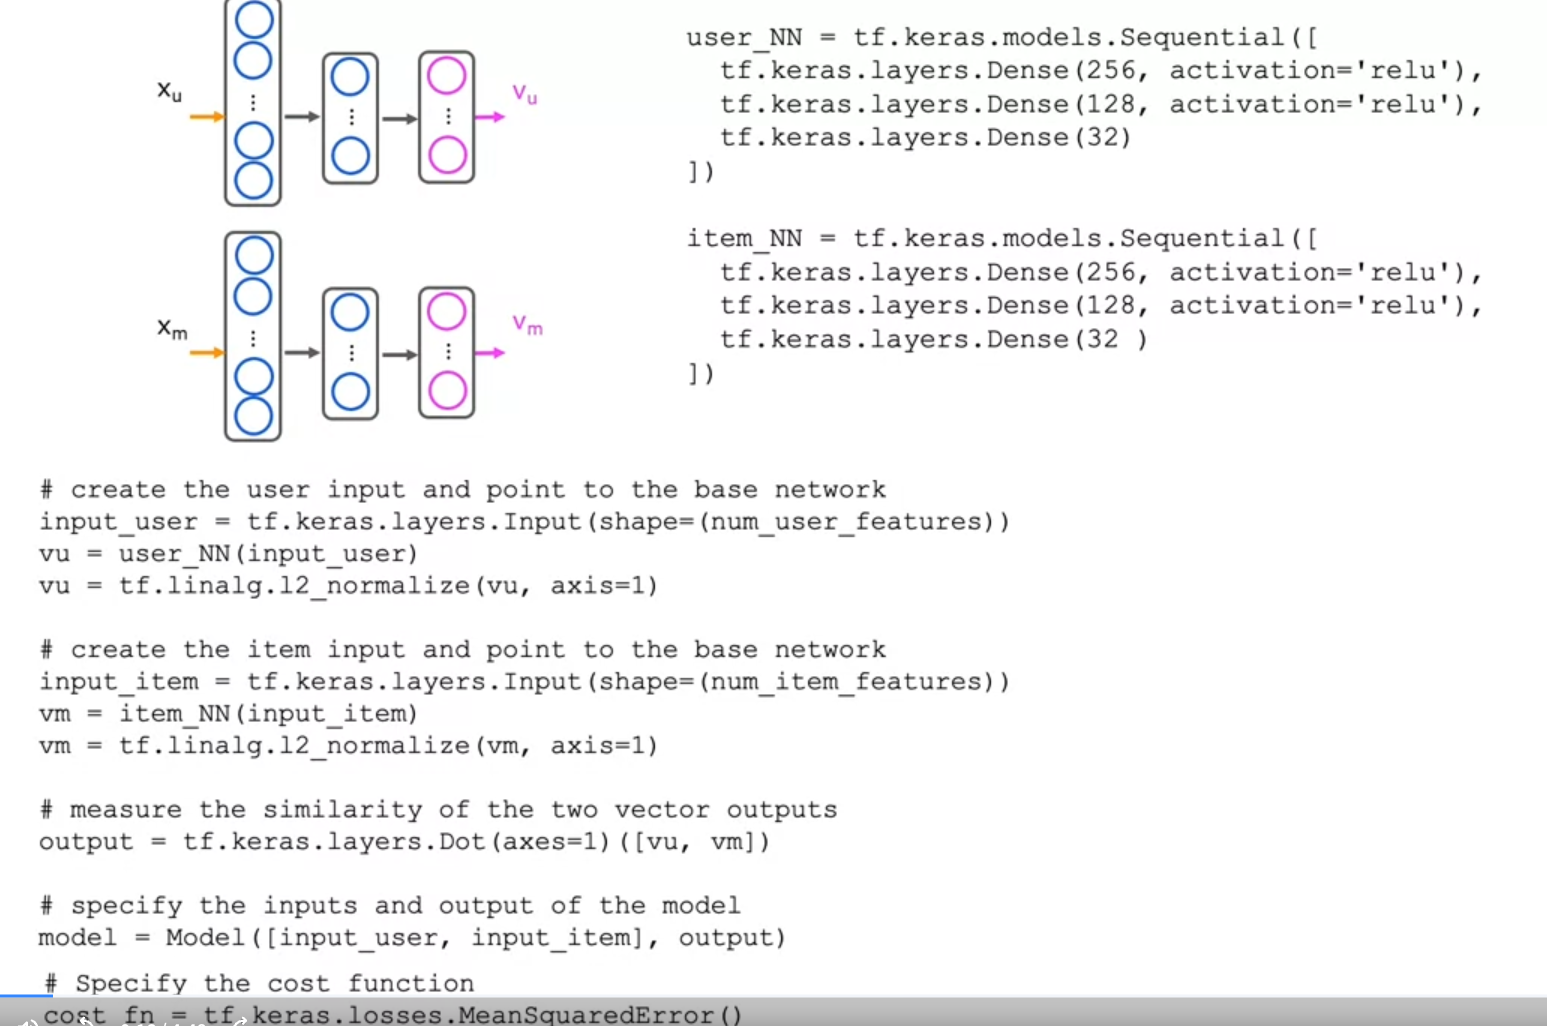 x_u
v_u
user_NN = tf.keras.models.Sequential([
tf.keras.layers.Dense(256, activation='relu'),
tf.keras.layers.Dense(128, activation='relu'),
tf.keras.layers.Dense(32)
])
x_m
v_m
item_NN = tf.keras.models.Sequential([
tf.keras.layers.Dense(256, activation='relu'),
tf.keras.layers.Dense(128, activation='relu'),
tf.keras.layers.Dense(32 )
])
# create the user input and point to the base network
input_user = tf.keras.layers.Input(shape=(num_user_features))
vu = user_NN(input_user)
vu = tf.linalg.l2_normalize(vu, axis=1)
# create the item input and point to the base network
input_item = tf.keras.layers.Input(shape=(num_item_features))
vm = item_NN(input_item)
vm = tf.linalg.l2_normalize(vm, axis=1)
# measure the similarity of the two vector outputs
output = tf.keras.layers.Dot(axes=1)([vu, vm])
# specify the inputs and output of the model
model = Model([input_user, input_item], output)
# Specify the cost function
cost_fn = tf.keras.losses.MeanSquaredError()